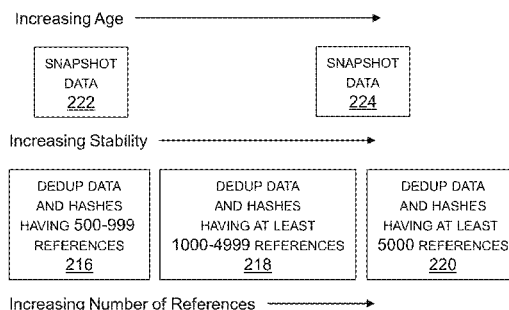 Increasing Age
SNAPSHOT
DATA
222
SNAPSHOT
DATA
224
Increasing Stability
DEDUP DATA
AND HASHES
HAVING 500-999
REFERENCES
216
DEDUP DATA
AND HASHES
HAVING AT LEAST
1000-4999 REFERENCES
218
DEDUP DATA
AND HASHES
HAVING AT LEAST
5000 REFERENCES
220
Increasing Number of References